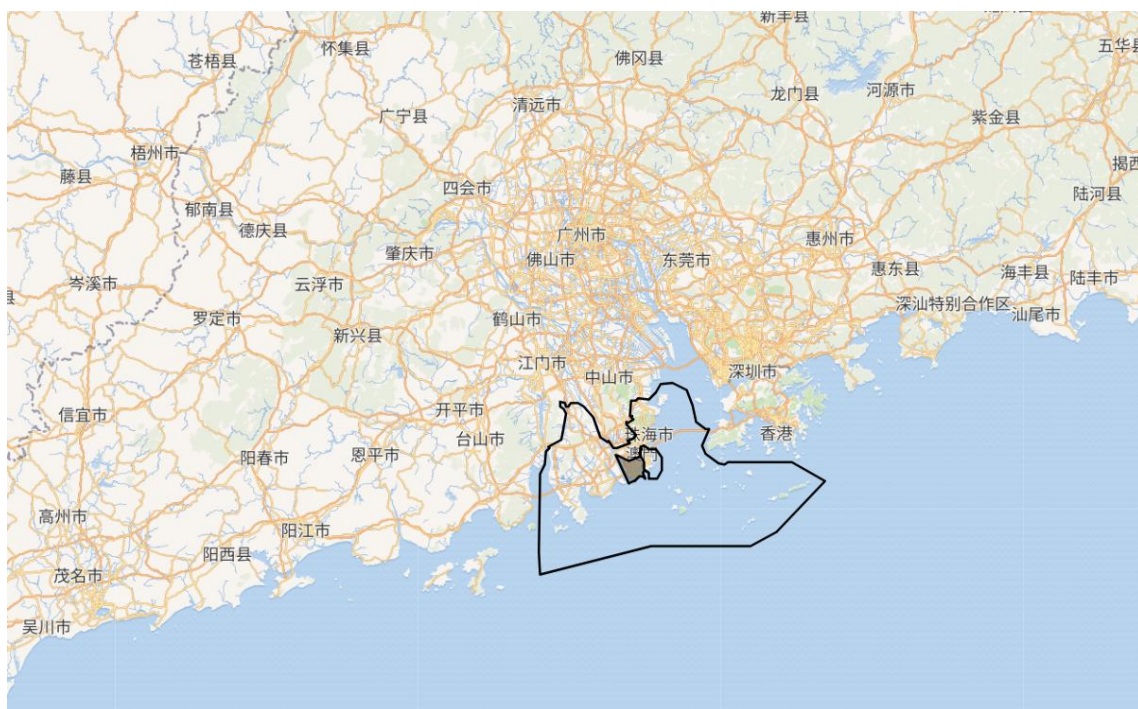 新丰县
怀集县
苍梧县
佛冈县
五华县
龙门县
河源市
清远市
广宁县
紫金县
梧州市
揭西
藤县
四会市
陆河县
郁南县
德庆县
广州市
惠州市
肇庆市
佛山市
东莞市
惠东县
海丰县
陆丰市
岑溪市
云浮市
县
深汕特别合作区
汕尾市
罗定市
鹤山市
新兴县
江门市
深圳市
中山市
信宜市
开平市
台山市
珠海市
香港
澳門
阳春市
恩平市
高州市
阳江市
阳西县
茂名市
吴川市